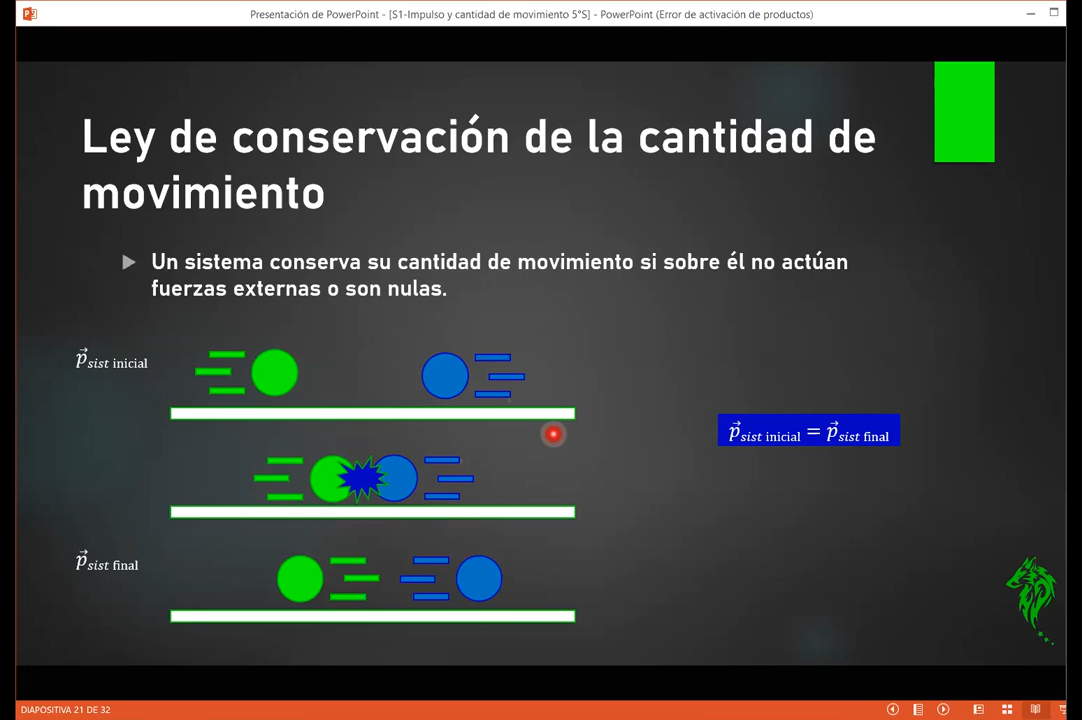 Presentación de PowerPoint - [S1-Impulso y cantidad de movimiento 5°S] - PowerPoint (Error de activación de productos)
Ley de conservación de la cantidad de
movimiento
Un sistema conserva su cantidad de movimiento si sobre él no actúan
fuerzas externas o son nulas.
p⃗ sist inicial
p⃗ sist inicial = p⃗ sist final
p⃗ sist final
DIAPOSITIVA 21 DE 32